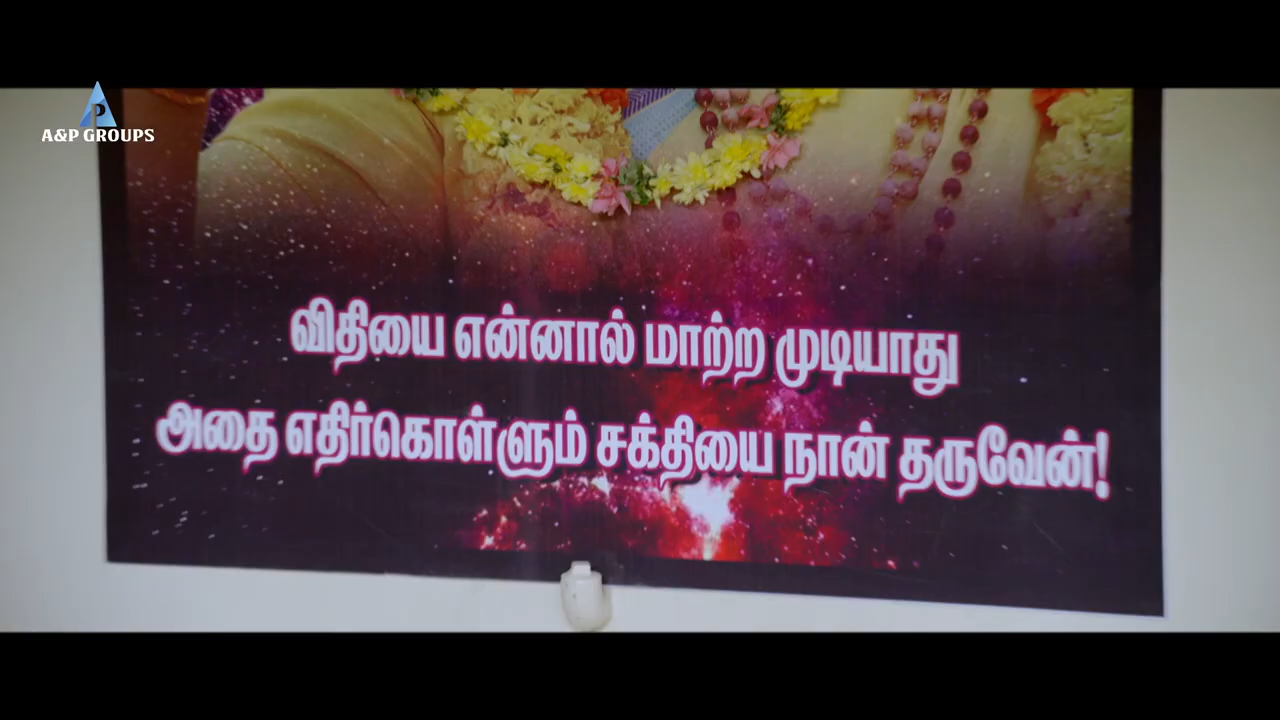 P
A&P GROUPS
விதியை என்னால் மாற்ற முடியாது
அதை எதிர்கொள்ளும் சக்தியை நான் தருவேன்!